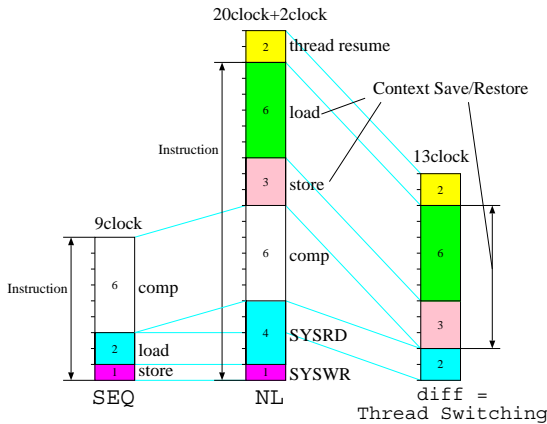 20clock+2clock
2
thread resume
6
load
Context Save/Restore
Instruction
3
store
13clock
2
9clock
6
comp
6
3
Instruction
6
comp
4
SYSRD
2
load
2
1
store
1
SYSWR
SEQ
NL
diff =
Thread Switching